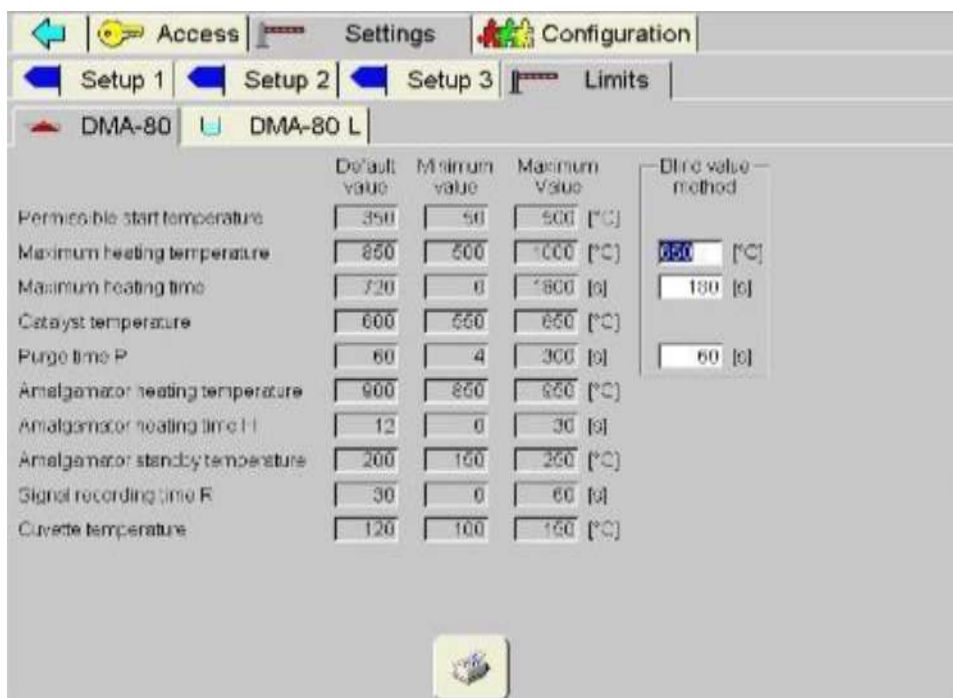 Access Settings Configuration
Setup 1 Setup 2 Setup 3 Limits
DMA-80 DMA-80 L
Default value Minimum value Maximum Value Blind value method
Permissible start temperature 350 50 500 [°C]
Maximum heating temperature 850 500 1000 [°C] [°C]
Maximum heating time 720 0 1800 [s] 180 [s]
Catalyst temperature 600 550 650 [°C]
Purge time P 60 4 300 [s] 60 [s]
Amalgamator heating temperature 900 850 950 [°C]
Amalgamator heating time H 12 0 30 [s]
Amalgamator standby temperature 200 150 250 [°C]
Signal recording time R 30 0 60 [s]
Cuvette temperature 120 100 150 [°C]